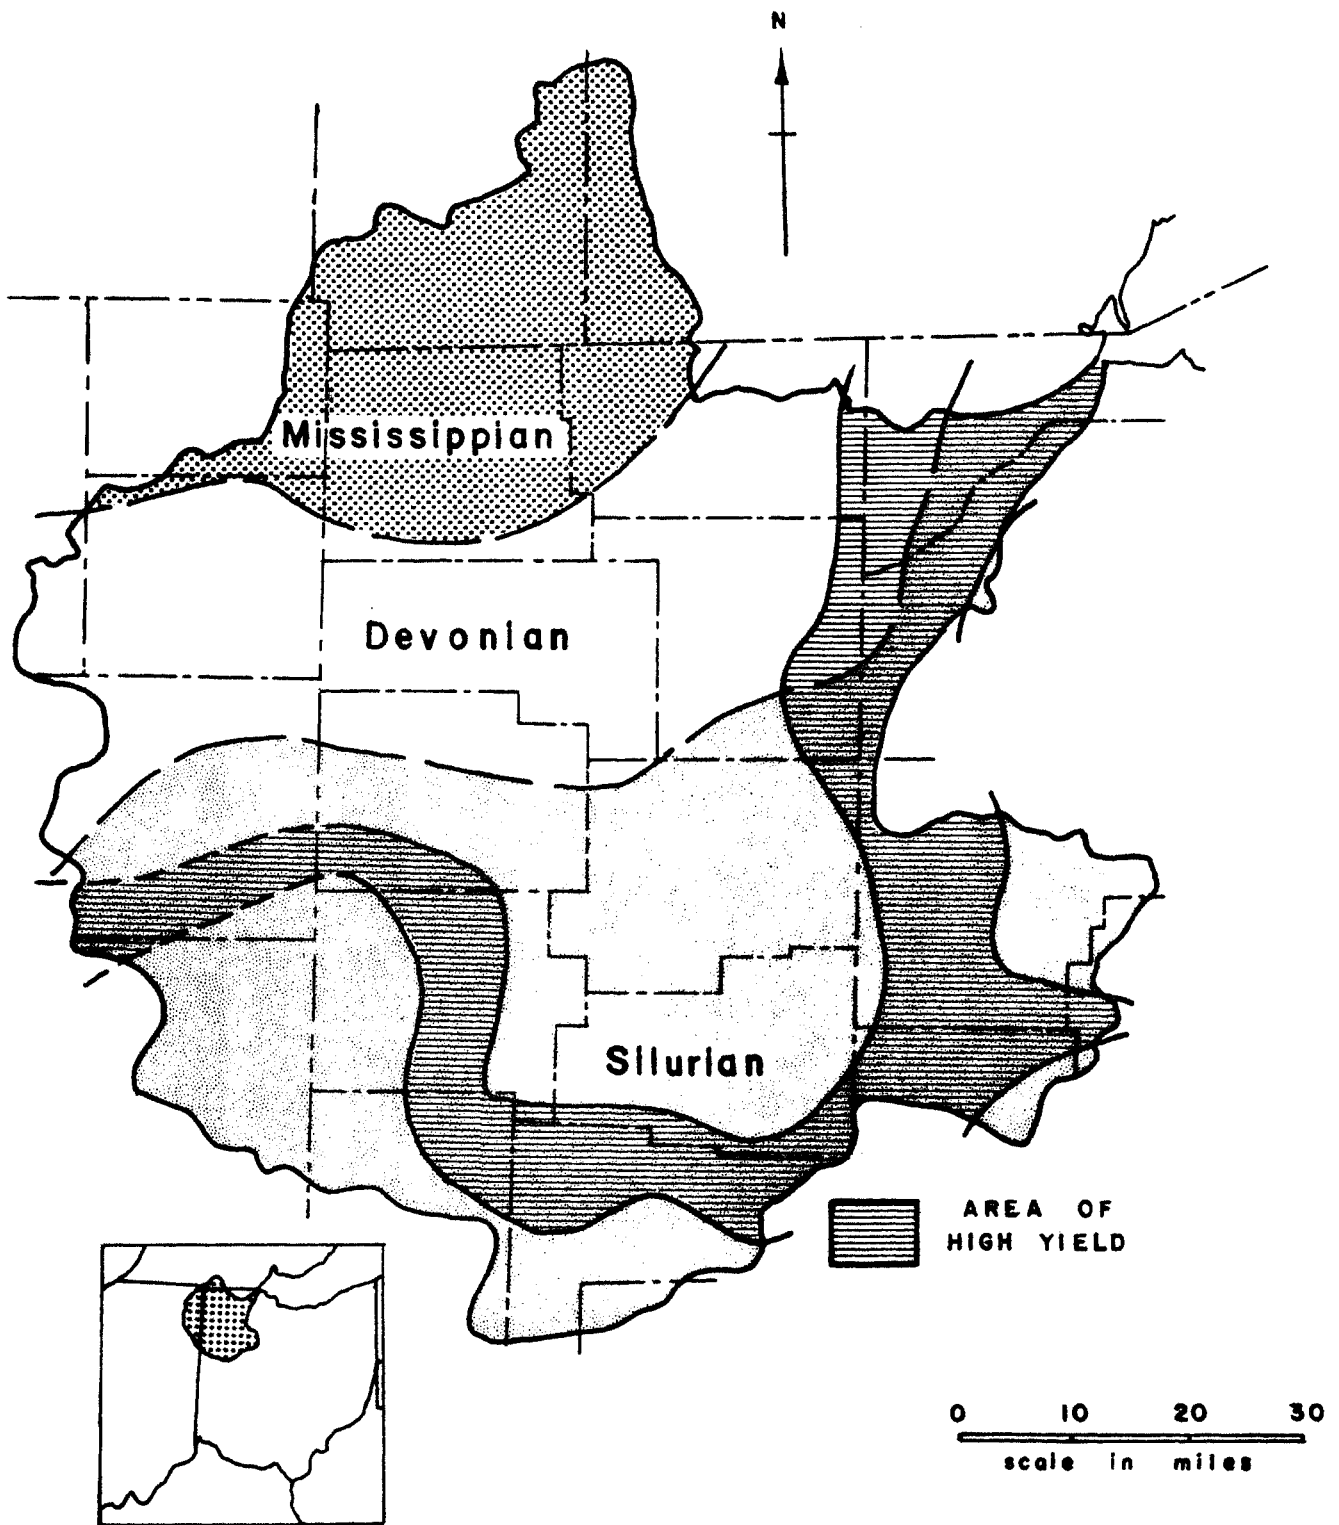 N
Mississippian
Devonian
Silurian
AREA OF
HIGH YIELD
0 10 20 30
scale in miles